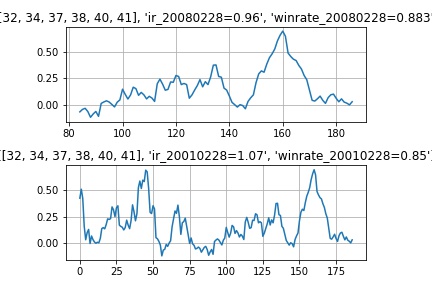 [32, 34, 37, 38, 40, 41], 'ir_20080228=0.96', 'winrate_20080228=0.883'
0.50
0.25
0.00
80 100 120 140 160 180
[[32, 34, 37, 38, 40, 41], 'ir_20010228=1.07', 'winrate_20010228=0.85']
0.50
0.25
0.00
0 25 50 75 100 125 150 175